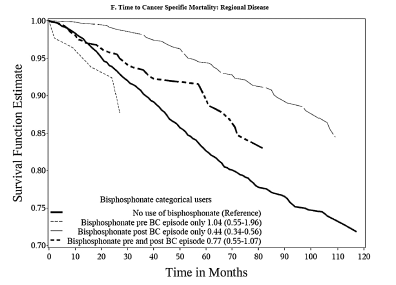 F. Time to Cancer Specific Mortality: Regional Disease
1.00
0.95
0.90
0.85
0.80
0.75
0.70
Survival Function Estimate
Bisphosphonate categorical users
No use of bisphosphonate (Reference)
Bisphosphonate pre BC episode only 1.04 (0.55-1.96)
Bisphosphonate post BC episode only 0.44 (0.34-0.56)
Bisphosphonate pre and post BC episode 0.77 (0.55-1.07)
0 10 20 30 40 50 60 70 80 90 100 110 120
Time in Months